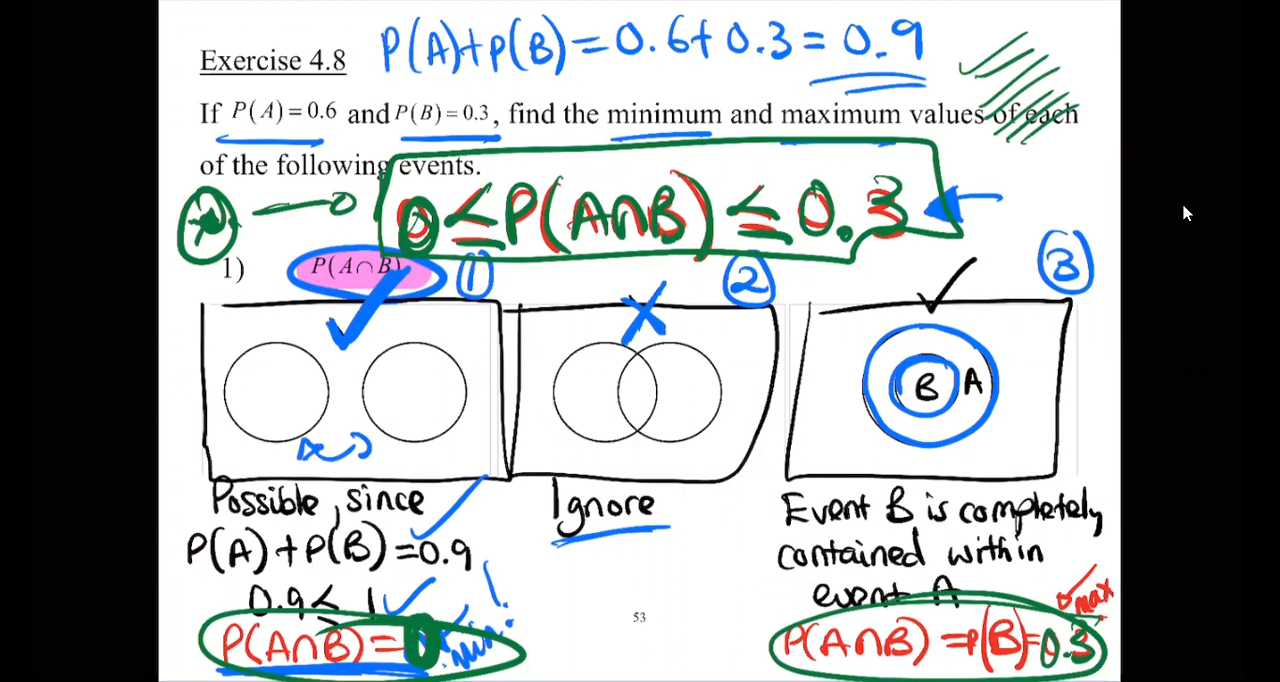 P(A)+P(B)=0.6+0.3=0.9
Exercise 4.8
If P(A)=0.6 and P(B)=0.3, find the minimum and maximum values of each
of the following events.
0 ≤ P(A∩B) ≤ 0.3
1) P(A∩B) ① ② ③
B A
Possible, since Ignore Event B is completely
P(A)+P(B)=0.9 contained within
0.9<1 event A
min! max
53
P(A∩B)=0 P(A∩B)=P(B)=0.3